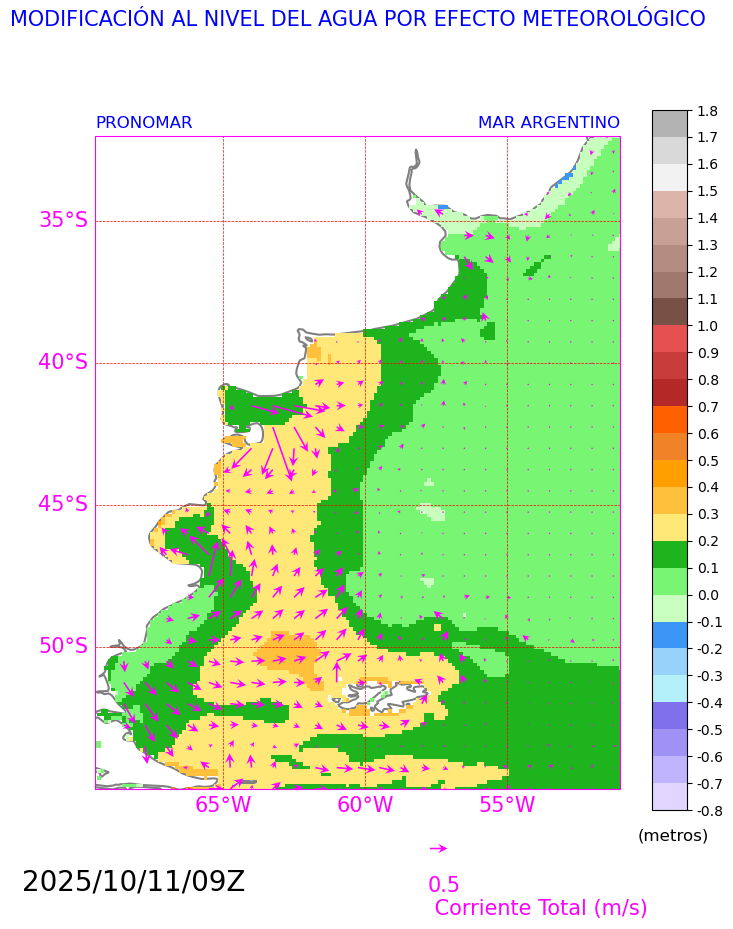 MODIFICACIÓN AL NIVEL DEL AGUA POR EFECTO METEOROLÓGICO
PRONOMAR
MAR ARGENTINO
35°S
40°S
45°S
50°S
65°W
60°W
55°W
1.8
1.7
1.6
1.5
1.4
1.3
1.2
1.1
1.0
0.9
0.8
0.7
0.6
0.5
0.4
0.3
0.2
0.1
0.0
-0.1
-0.2
-0.3
-0.4
-0.5
-0.6
-0.7
-0.8
(metros)
2025/10/11/09Z
0.5
Corriente Total (m/s)